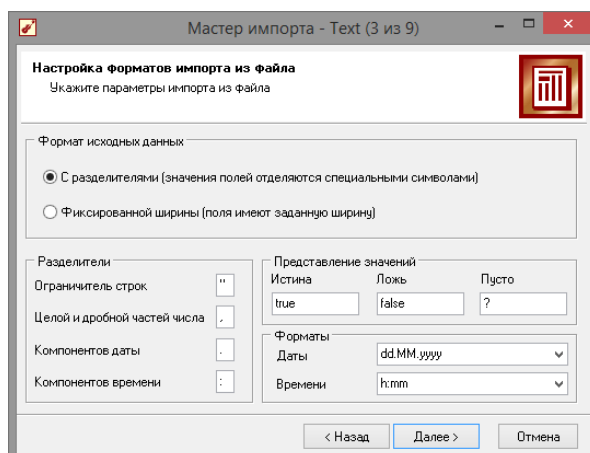 Мастер импорта - Text (3 из 9)
Настройка форматов импорта из файла
Укажите параметры импорта из файла
Формат исходных данных
С разделителями (значения полей отделяются специальными символами)
Фиксированной ширины (поля имеют заданную ширину)
Разделители
Ограничитель строк "
Целой и дробной частей числа ,
Компонентов даты .
Компонентов времени :
Представление значений
Истина Ложь Пусто
true false ?
Форматы
Даты dd.MM.yyyy
Времени h:mm
< Назад Далее > Отмена